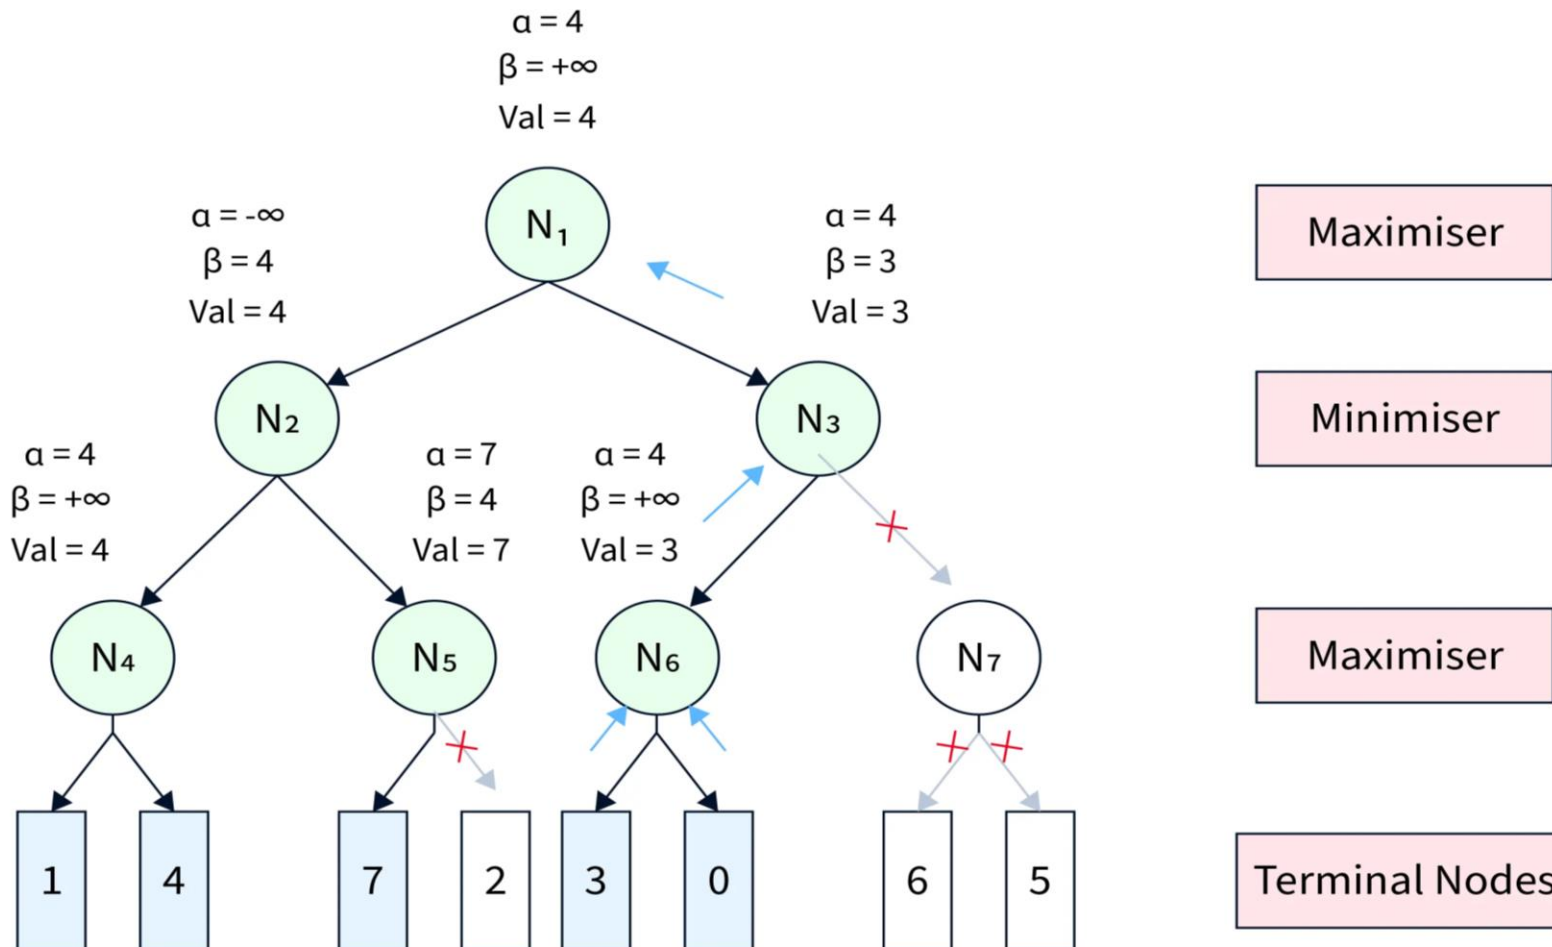 α = 4
β = +∞
Val = 4
N₁
α = -∞
β = 4
Val = 4
α = 4
β = 3
Val = 3
Maximiser
N₂
N₃
Minimiser
α = 4
β = +∞
Val = 4
α = 7
β = 4
Val = 7
α = 4
β = +∞
Val = 3
N₄
N₅
N₆
N₇
Maximiser
1
4
7
2
3
0
6
5
Terminal Nodes